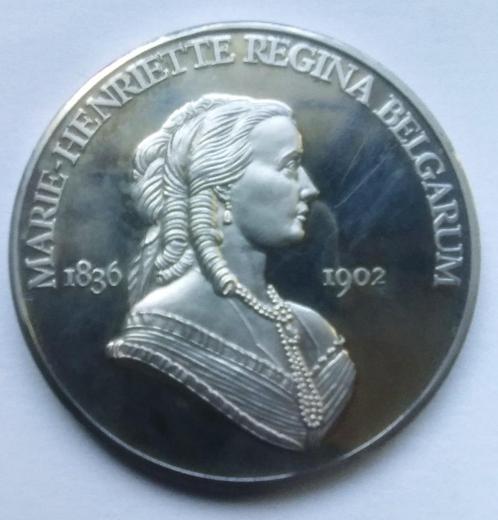 MARIE-HENRIETTE REGINA BELGARUM
1836 1902